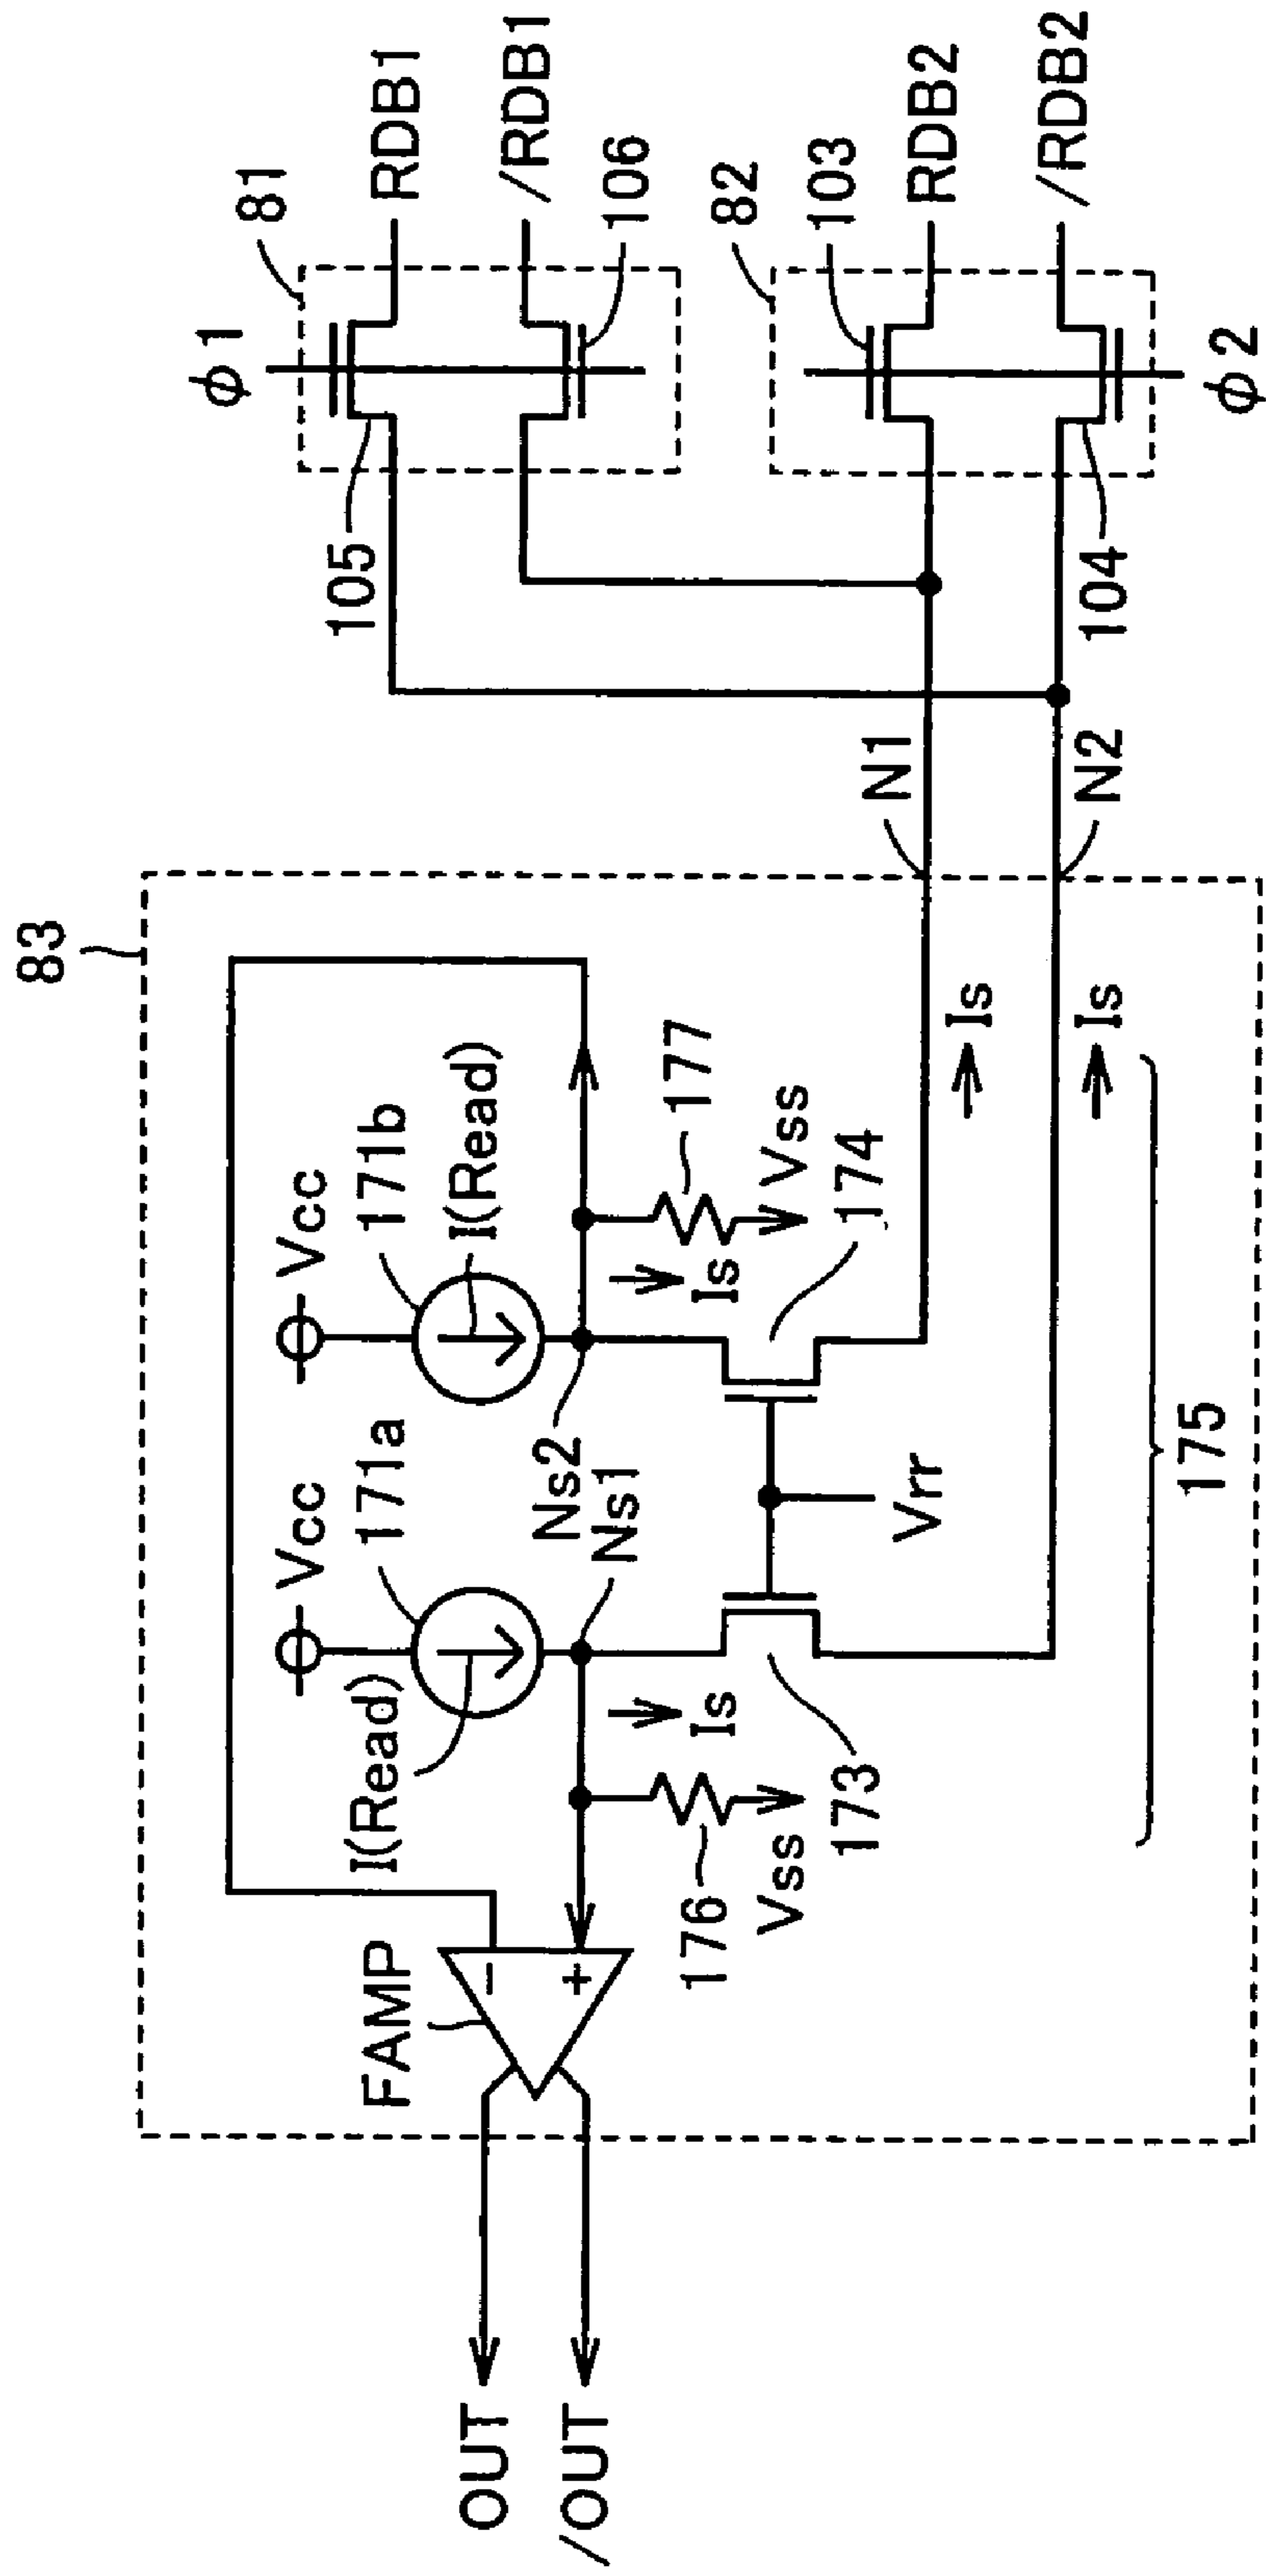 83
Vcc
Vcc
171a
171b
I(Read)
I(Read)
FAMP
−
+
OUT
/OUT
Ns2
Ns1
Is
Is
176
177
Vss
Vss
173
174
Vrr
175
Is
Is
N1
N2
φ1
81
105
106
RDB1
/RDB1
82
103
104
φ2
RDB2
/RDB2